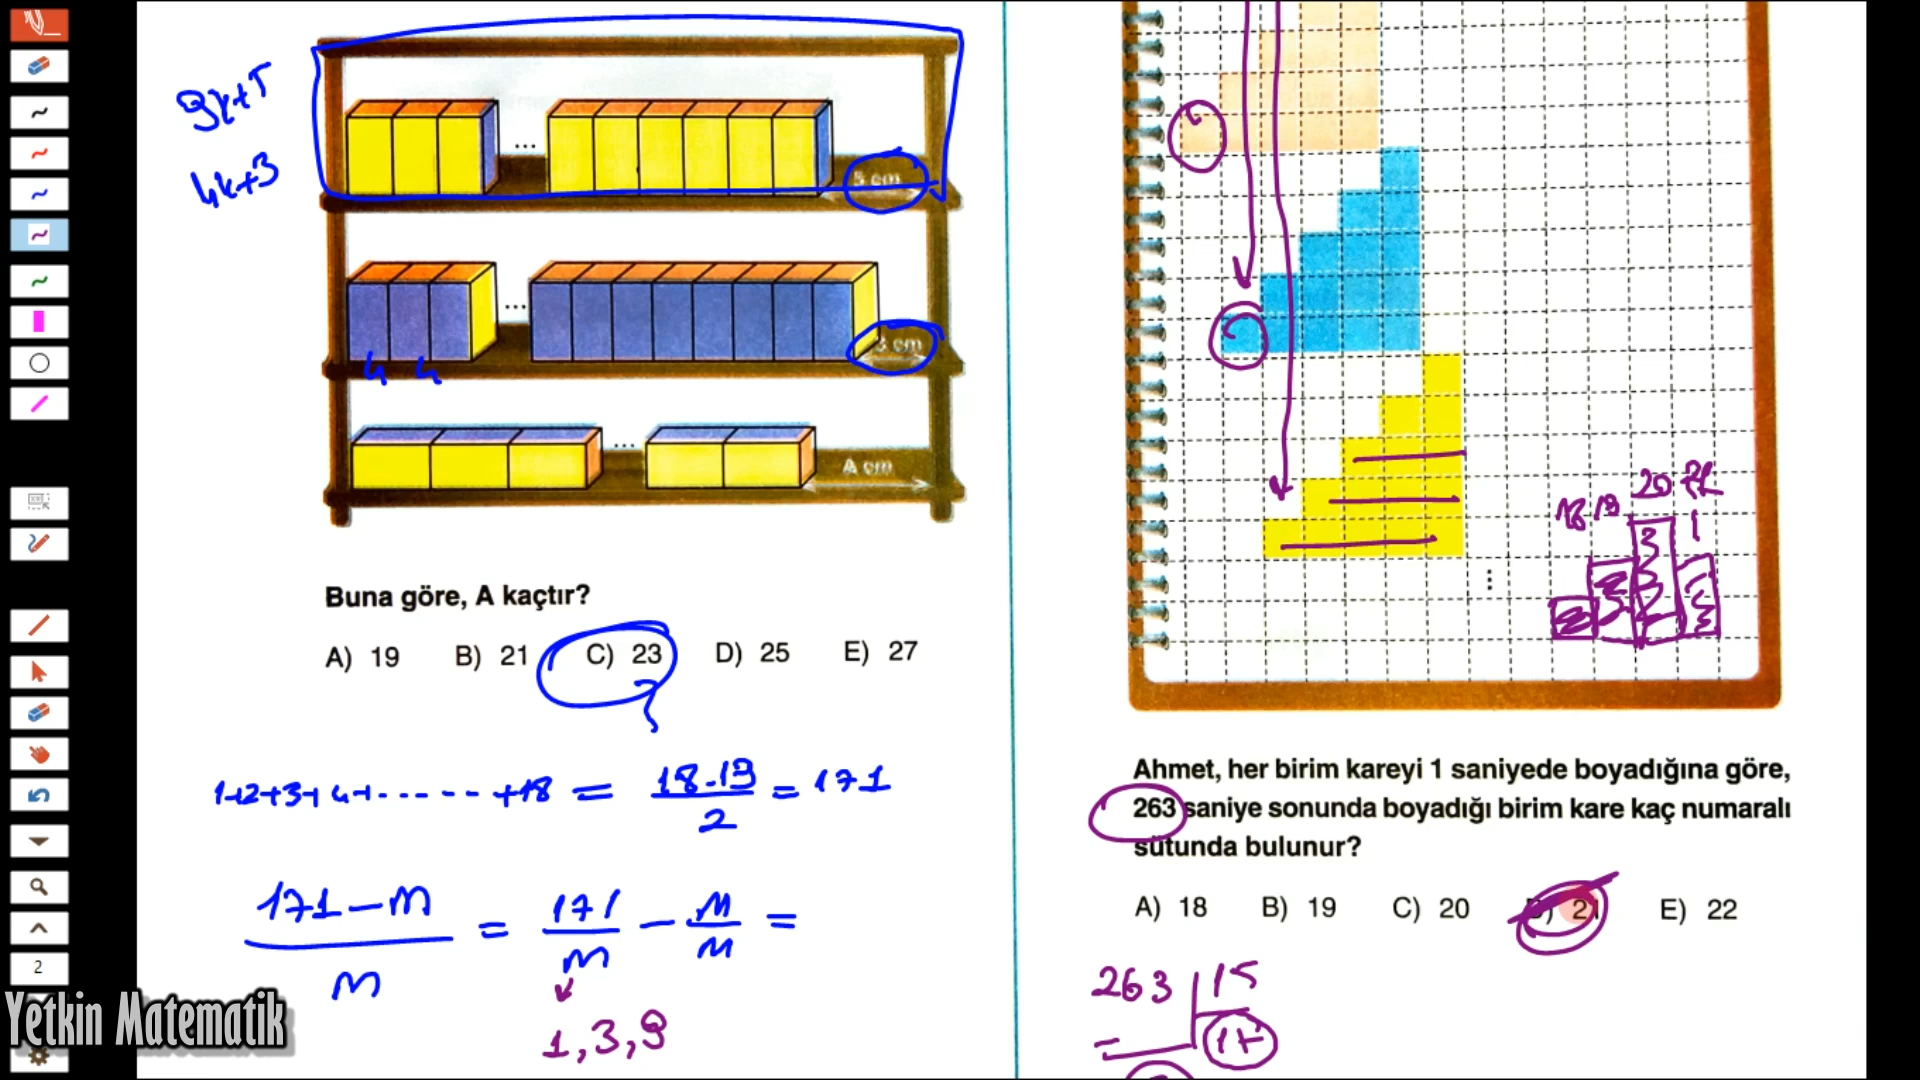 9k+5
4k+3
...
5 cm
...
3 cm
4 4
...
A cm
Buna göre, A kaçtır?
A) 19 B) 21 C) 23 D) 25 E) 27
1+2+3+4+......+18 = 18.19/2 = 171
171-m/m = 171/m - m/m =
1, 3, 9
18 19 20 21
Ahmet, her birim kareyi 1 saniyede boyadığına göre,
263 saniye sonunda boyadığı birim kare kaç numaralı
sütunda bulunur?
A) 18 B) 19 C) 20 D) 21 E) 22
263 15
17
2
Yetkin Matematik